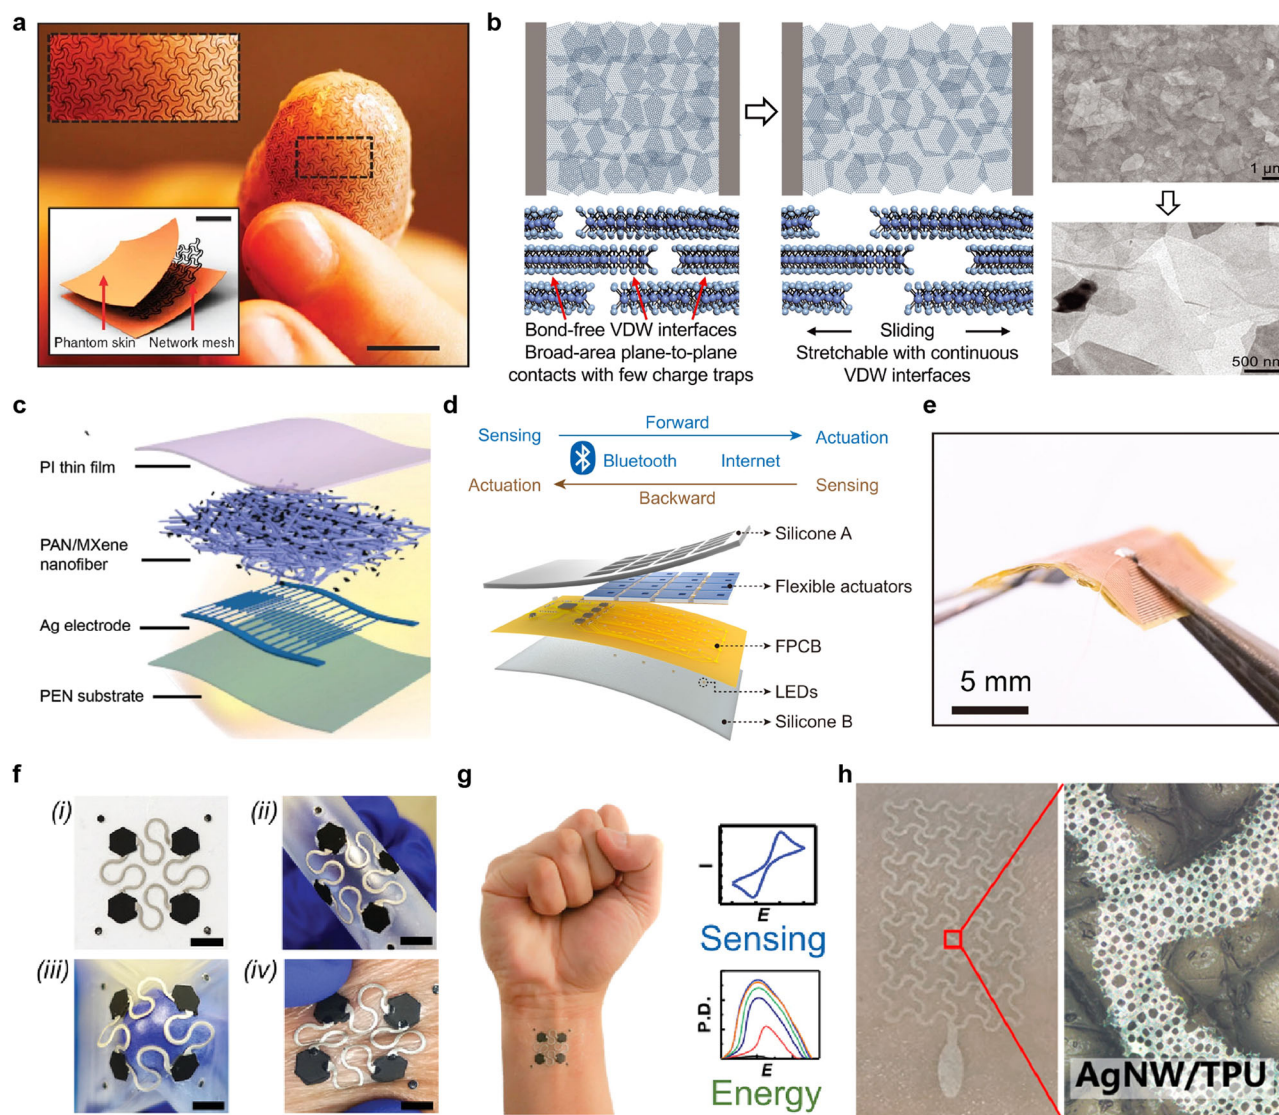 a
Phantom skin
Network mesh
b
Bond-free VDW interfaces
Broad-area plane-to-plane
contacts with few charge traps
Sliding
Stretchable with continuous
VDW interfaces
1 μm
500 nm
c
PI thin film
PAN/MXene
nanofiber
Ag electrode
PEN substrate
d
Sensing
Forward
Actuation
Bluetooth
Internet
Actuation
Backward
Sensing
Silicone A
Flexible actuators
FPCB
LEDs
Silicone B
e
5 mm
f
(i)
(ii)
(iii)
(iv)
g
I
E
Sensing
P.D.
E
Energy
h
AgNW/TPU